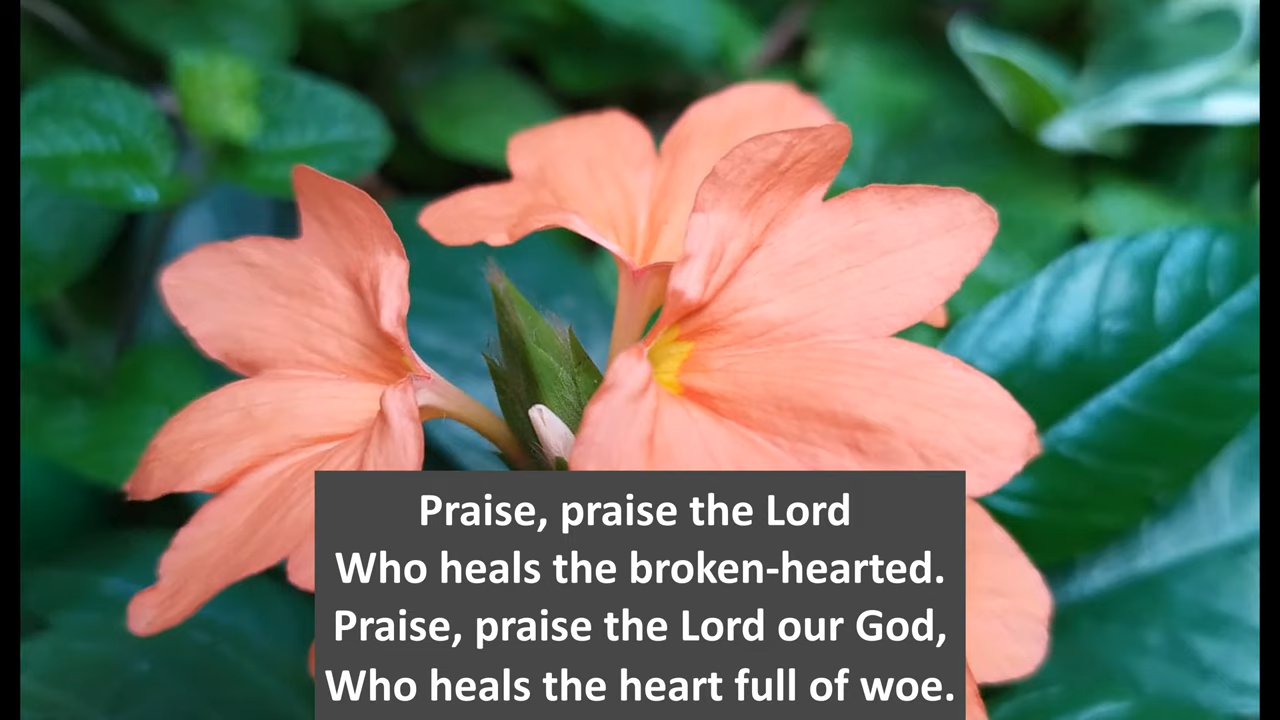 Praise, praise the Lord
Who heals the broken-hearted.
Praise, praise the Lord our God,
Who heals the heart full of woe.